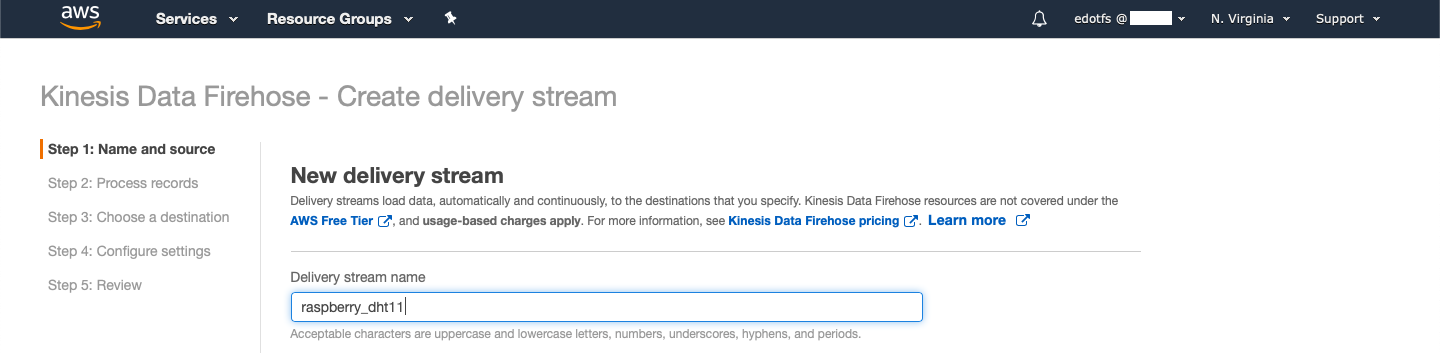 aws Services Resource Groups edotfs @ N. Virginia Support
Kinesis Data Firehose - Create delivery stream
Step 1: Name and source
Step 2: Process records
Step 3: Choose a destination
Step 4: Configure settings
Step 5: Review
New delivery stream
Delivery streams load data, automatically and continuously, to the destinations that you specify. Kinesis Data Firehose resources are not covered under the
AWS Free Tier , and usage-based charges apply. For more information, see Kinesis Data Firehose pricing . Learn more
Delivery stream name
raspberry_dht11
Acceptable characters are uppercase and lowercase letters, numbers, underscores, hyphens, and periods.